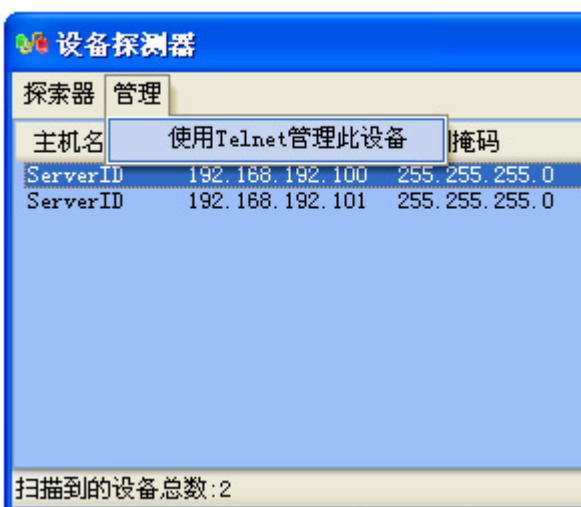 设备探测器
探索器 管理
使用Telnet管理此设备
主机名 掩码
ServerID 192.168.192.100 255.255.255.0
ServerID 192.168.192.101 255.255.255.0
扫描到的设备总数:2